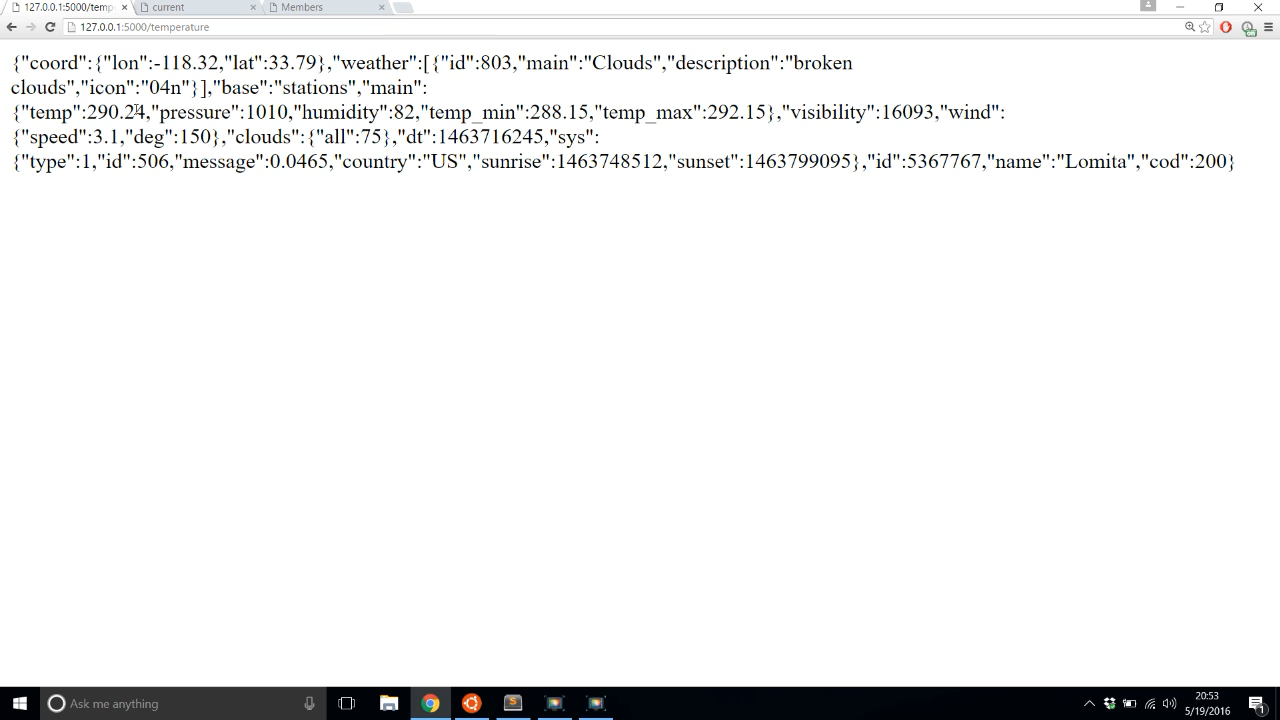 127.0.0.1:5000/temp
current
Members
127.0.0.1:5000/temperature
{"coord":{"lon":-118.32,"lat":33.79},"weather":[{"id":803,"main":"Clouds","description":"broken
clouds","icon":"04n"}],"base":"stations","main":
{"temp":290.24,"pressure":1010,"humidity":82,"temp_min":288.15,"temp_max":292.15},"visibility":16093,"wind":
{"speed":3.1,"deg":150},"clouds":{"all":75},"dt":1463716245,"sys":
{"type":1,"id":506,"message":0.0465,"country":"US","sunrise":1463748512,"sunset":1463799095},"id":5367767,"name":"Lomita","cod":200}
Ask me anything
20:53
5/19/2016
1